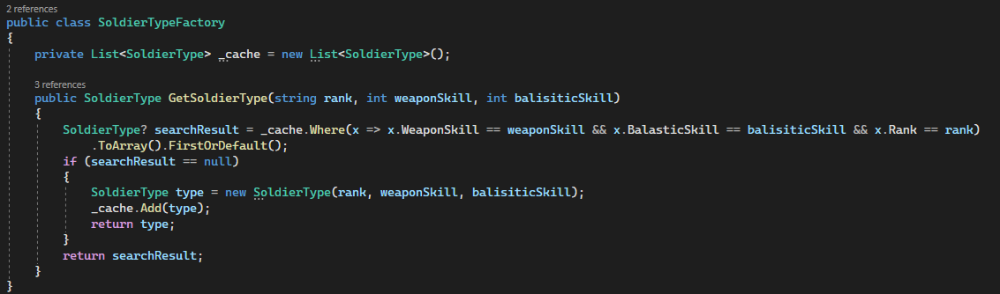 2 references
public class SoldierTypeFactory
{
private List<SoldierType> _cache = new List<SoldierType>();
3 references
public SoldierType GetSoldierType(string rank, int weaponSkill, int balisiticSkill)
{
SoldierType? searchResult = _cache.Where(x => x.WeaponSkill == weaponSkill && x.BalasticSkill == balisiticSkill && x.Rank == rank)
.ToArray().FirstOrDefault();
if (searchResult == null)
{
SoldierType type = new SoldierType(rank, weaponSkill, balisiticSkill);
_cache.Add(type);
return type;
}
return searchResult;
}
}